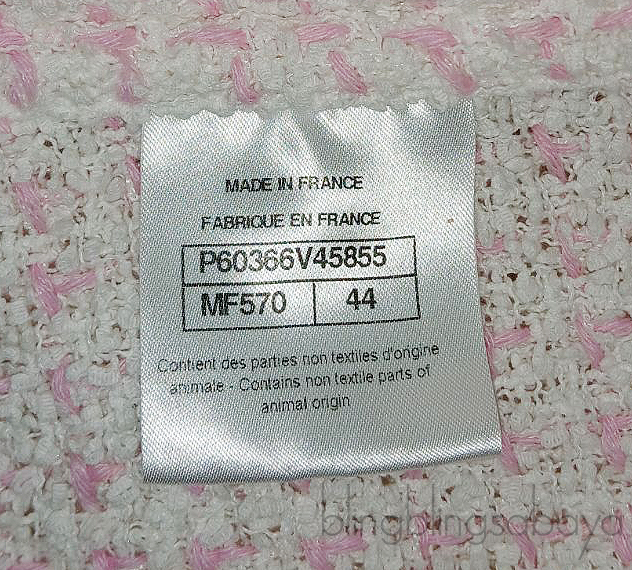 MADE IN FRANCE
FABRIQUE EN FRANCE
P60366V45855
MF570 44
Contient des parties non textiles d'origine
animale - Contains non textile parts of
animal origin
blingblingsabaya